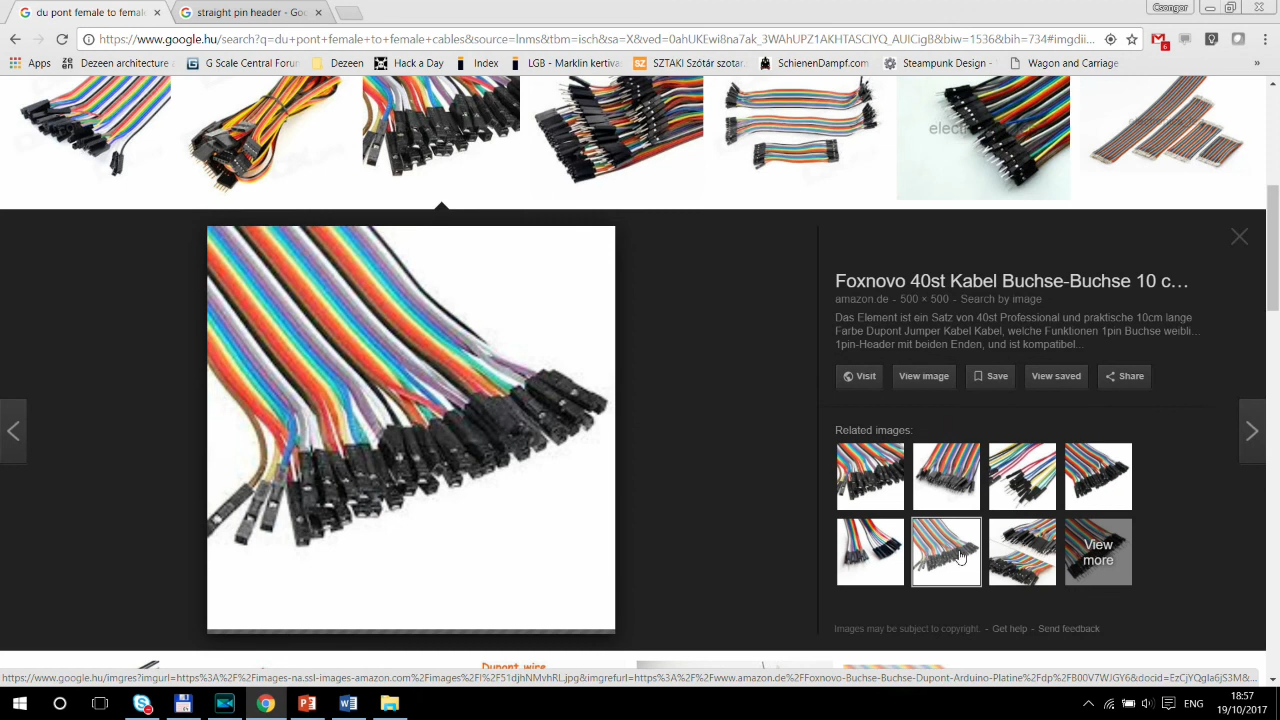 du pont female to femal
straight pin header - Goo
Csongor
https://www.google.hu/search?q=du+pont+female+to+female+cables&source=lnms&tbm=isch&sa=X&ved=0ahUKEwi8na7ak_3WAhUPZ1AKHTASCIYQ_AUICigB&biw=1536&bih=734#imgdii...
6
Apps
Dezeen architecture
G Scale Central Forum
Dezeen
Hack a Day
Index
LGB - Marklin kertivas
SZ
SZTAKI Szótár
SchienenDampf.com
Steampunk Design -
Wagon and Carriage
»
Foxnovo 40st Kabel Buchse-Buchse 10 c...
amazon.de - 500 × 500 - Search by image
Das Element ist ein Satz von 40st Professional und praktische 10cm lange
Farbe Dupont Jumper Kabel Kabel, welche Funktionen 1pin Buchse weibli...
1pin-Header mit beiden Enden, und ist kompatibel...
Visit
View image
Save
View saved
Share
Related images:
View
more
Images may be subject to copyright. - Get help - Send feedback
Dupont wire
https://www.google.hu/imgres?imgurl=https%3A%2F%2Fimages-na.ssl-images-amazon.com%2Fimages%2FI%2F51djhNMvhRL.jpg&imgrefurl=https%3A%2F%2Fwww.amazon.de%2FFoxnovo-Buchse-Buchse-Dupont-Arduino-Platine%2Fdp%2FB00V7WJGY6&docid=EzCjYQgIa6jS3M&...
ENG
18:57
19/10/2017